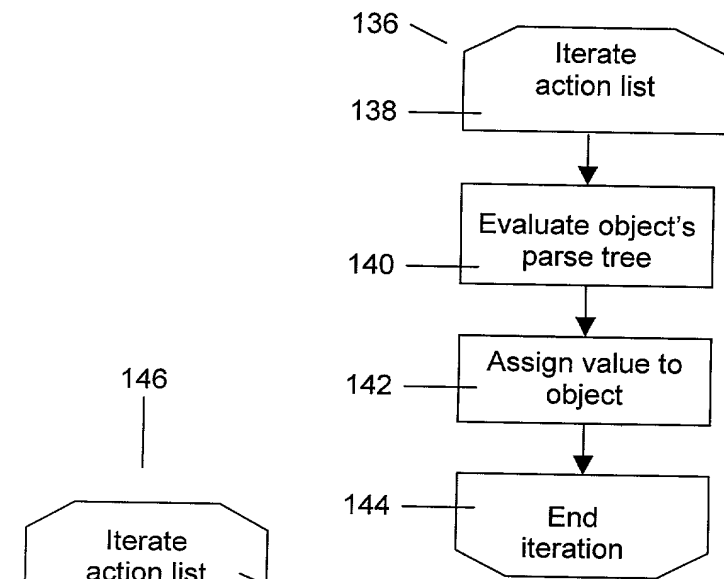 136
Iterate
action list
138
Evaluate object's
parse tree
140
Assign value to
object
142
End
iteration
144
146
Iterate
action list